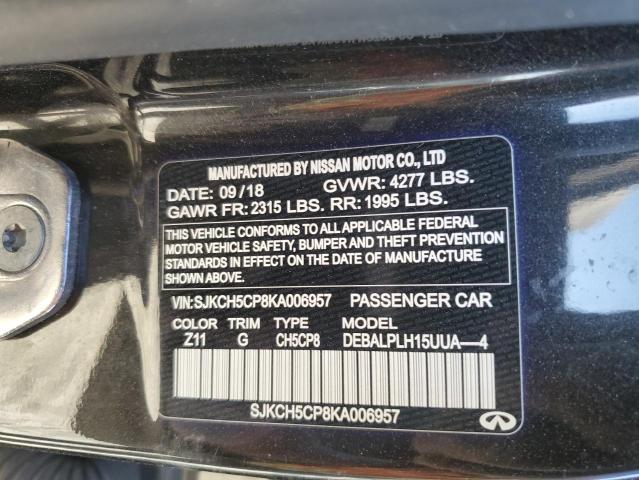 MANUFACTURED BY NISSAN MOTOR CO., LTD
DATE: 09/18 GVWR: 4277 LBS.
GAWR FR: 2315 LBS. RR: 1995 LBS.
THIS VEHICLE CONFORMS TO ALL APPLICABLE FEDERAL
MOTOR VEHICLE SAFETY, BUMPER AND THEFT PREVENTION
STANDARDS IN EFFECT ON THE DATE OF MANUFACTURE
SHOWN ABOVE.
VIN: SJKCH5CP8KA006957 PASSENGER CAR
COLOR TRIM TYPE MODEL
Z11 G CH5CP8 DEBALPLH15UUA—4
SJKCH5CP8KA006957